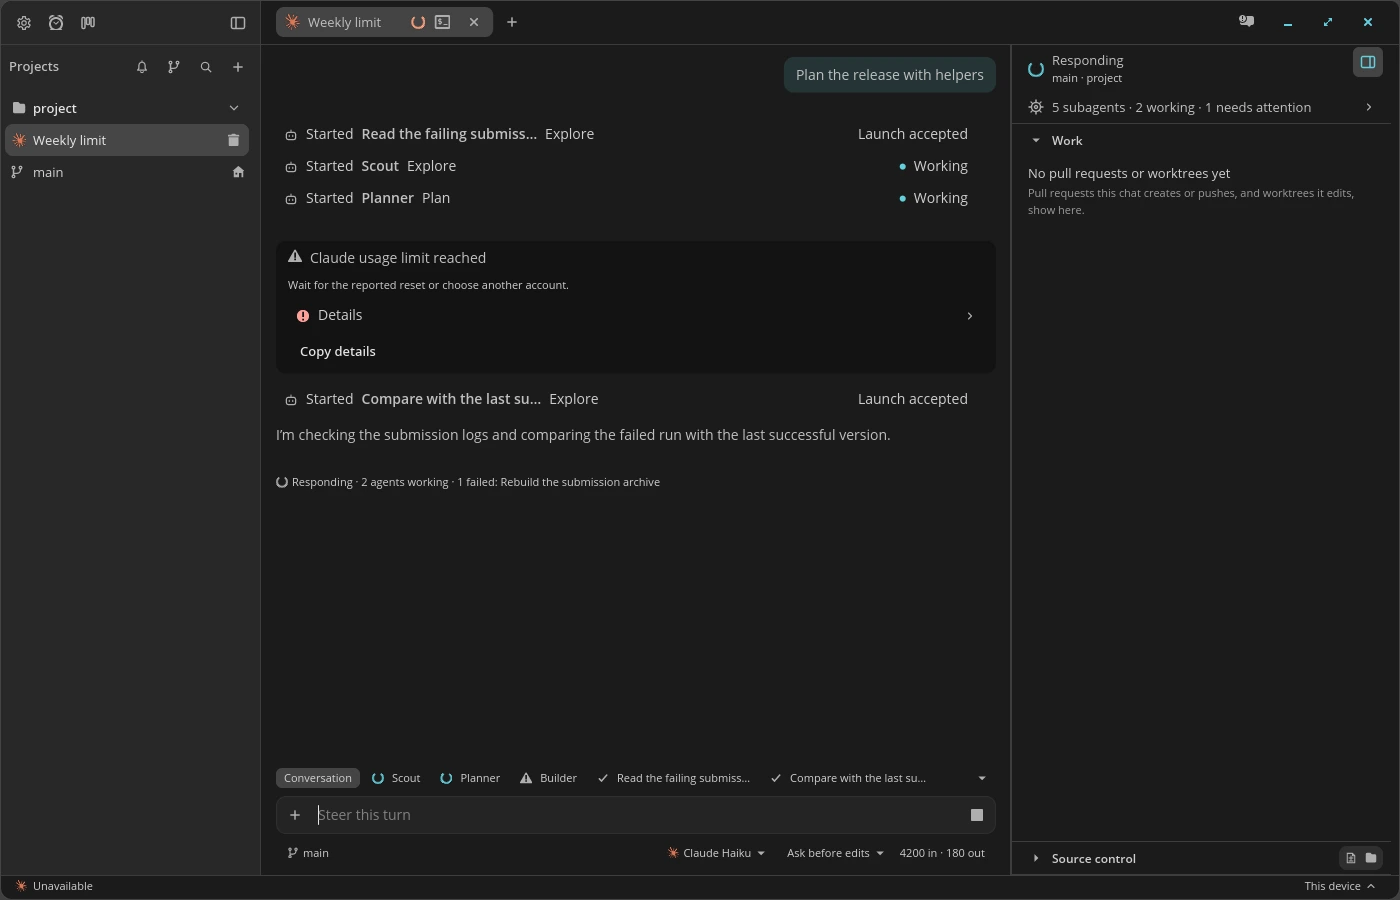 Weekly limit
Projects
project
Weekly limit
main
Plan the release with helpers
Started Read the failing submiss... Explore Launch accepted
Started Scout Explore Working
Started Planner Plan Working
Claude usage limit reached
Wait for the reported reset or choose another account.
Details
Copy details
Started Compare with the last su... Explore Launch accepted
I'm checking the submission logs and comparing the failed run with the last successful version.
Responding · 2 agents working · 1 failed: Rebuild the submission archive
Conversation Scout Planner Builder Read the failing submiss... Compare with the last su...
Steer this turn
main Claude Haiku Ask before edits 4200 in · 180 out
Responding
main · project
5 subagents · 2 working · 1 needs attention
Work
No pull requests or worktrees yet
Pull requests this chat creates or pushes, and worktrees it edits,
show here.
Source control
Unavailable
This device